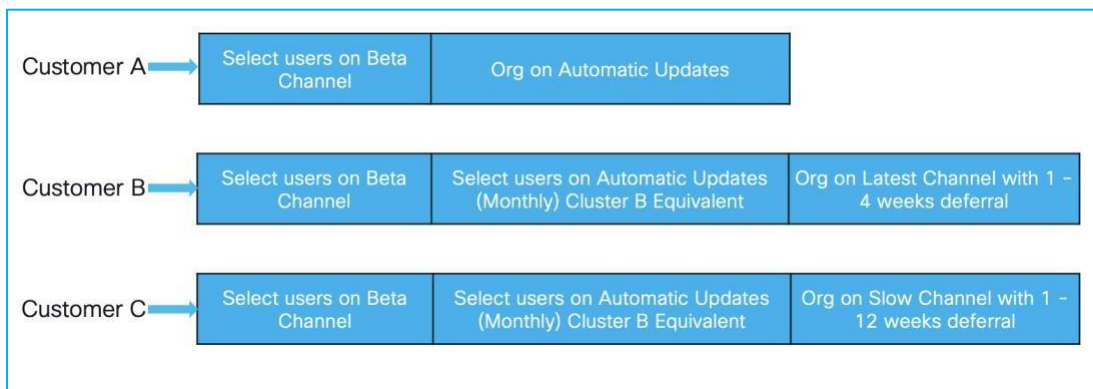 Customer A
Select users on Beta
Channel
Org on Automatic Updates
Customer B
Select users on Beta
Channel
Select users on Automatic Updates
(Monthly) Cluster B Equivalent
Org on Latest Channel with 1 –
4 weeks deferral
Customer C
Select users on Beta
Channel
Select users on Automatic Updates
(Monthly) Cluster B Equivalent
Org on Slow Channel with 1 –
12 weeks deferral